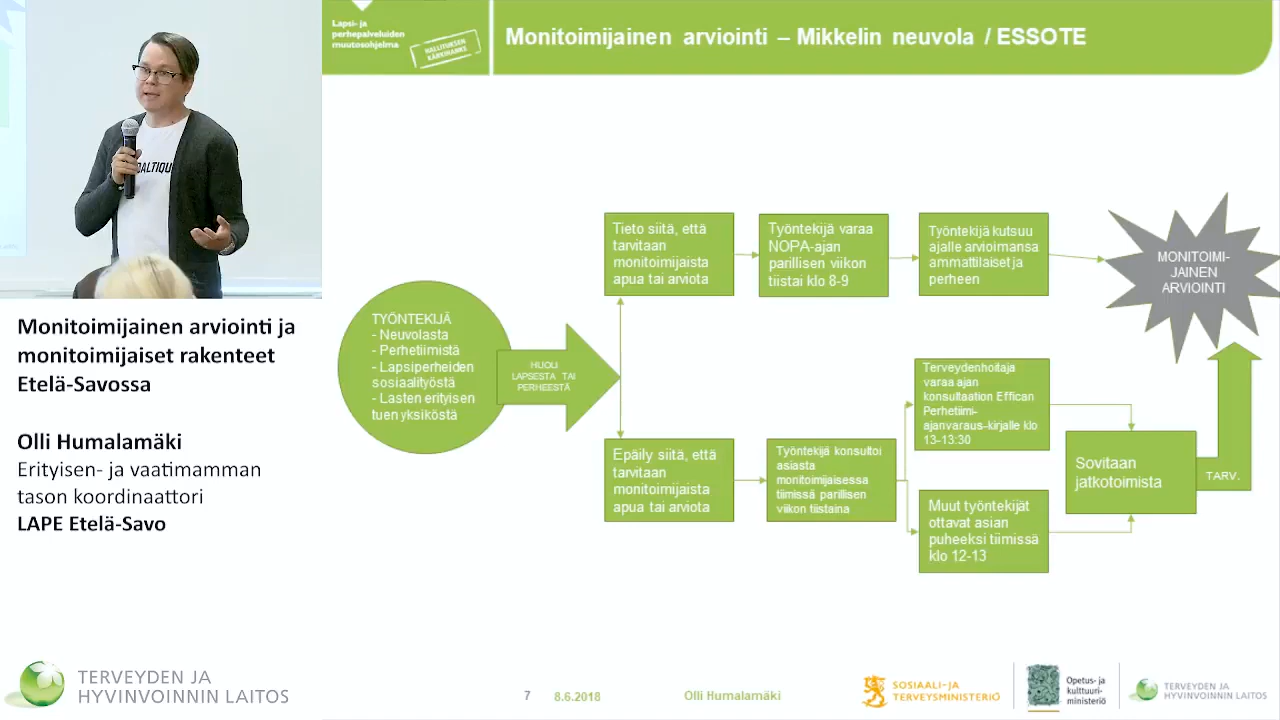 Lapsi- ja
perhepalveluiden
muutosohjelma
HALLITUKSEN
KÄRKIHANKE
Monitoimijainen arviointi – Mikkelin neuvola / ESSOTE
BALTIQUE
Monitoimijainen arviointi ja
monitoimijaiset rakenteet
Etelä-Savossa
Olli Humalamäki
Erityisen- ja vaatimamman
tason koordinaattori
LAPE Etelä-Savo
TYÖNTEKIJÄ
- Neuvolasta
- Perhetiimistä
- Lapsiperheiden
sosiaalityöstä
- Lasten erityisen
tuen yksiköstä
HUOLI
LAPSESTA TAI
PERHEESTÄ
Tieto siitä, että
tarvitaan
monitoimijaista
apua tai arviota
Työntekijä varaa
NOPA-ajan
parillisen viikon
tiistai klo 8-9
Työntekijä kutsuu
ajalle arvioimansa
ammattilaiset ja
perheen
MONITOIMI-
JAINEN
ARVIOINTI
Epäily siitä, että
tarvitaan
monitoimijaista
apua tai arviota
Työntekijä konsultoi
asiasta
monitoimijaisessa
tiimissä parillisen
viikon tiistaina
Terveydenhoitaja
varaa ajan
konsultaation Effican
Perhetiimi-
ajanvaraus-kirjalle klo
13-13:30
Muut työntekijät
ottavat asian
puheeksi tiimissä
klo 12-13
Sovitaan
jatkotoimista
TARV.
TERVEYDEN JA
HYVINVOINNIN LAITOS
7
8.6.2018
Olli Humalamäki
SOSIAALI- JA
TERVEYSMINISTERIÖ
Opetus- ja
kulttuuri-
ministeriö
TERVEYDEN JA
HYVINVOINNIN LAITOS